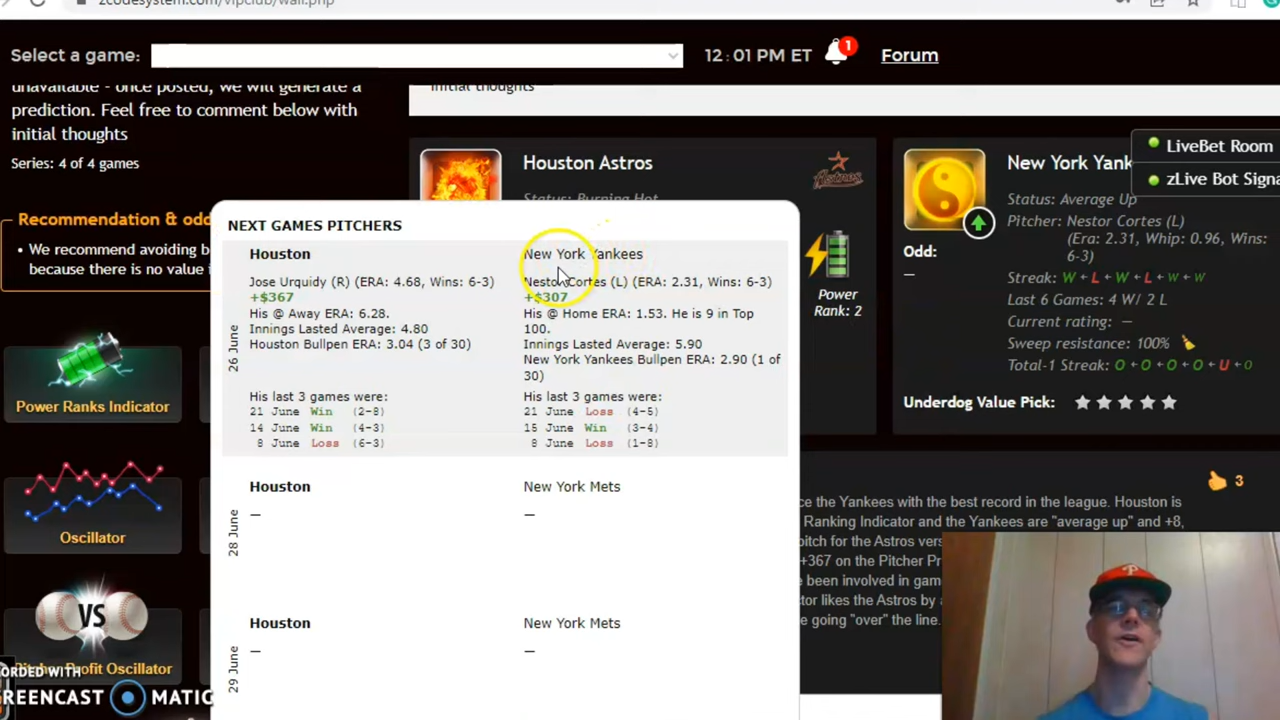 zcodesystem.com/vipclub/wall.php
Select a game:
12:01 PM ET
1
Forum
unavailable - once posted, we will generate a
prediction. Feel free to comment below with
initial thoughts
Series: 4 of 4 games
Recommendation & odd
• We recommend avoiding b
because there is no value i
Power Ranks Indicator
Oscillator
VS
Profit Oscillator
RECORDED WITH
SCREENCAST MATIC
initial thoughts
Houston Astros
Status: Burning Hot
Astros
Power
Rank: 2
New York Yank
Status: Average Up
Pitcher: Nestor Cortes (L)
(Era: 2.31, Whip: 0.96, Wins:
6-3)
Odd:
—
Streak: W ← L ← W ← L ← W ← W
Last 6 Games: 4 W/ 2 L
Current rating: —
Sweep resistance: 100%
Total-1 Streak: O ← O ← O ← O ← U ← O
Underdog Value Pick:
LiveBet Room
zLive Bot Signa
NEXT GAMES PITCHERS
26 June
Houston
Jose Urquidy (R) (ERA: 4.68, Wins: 6-3)
+$367
His @ Away ERA: 6.28.
Innings Lasted Average: 4.80
Houston Bullpen ERA: 3.04 (3 of 30)
His last 3 games were:
21 June Win (2-8)
14 June Win (4-3)
8 June Loss (6-3)
New York Yankees
Nestor Cortes (L) (ERA: 2.31, Wins: 6-3)
+$307
His @ Home ERA: 1.53. He is 9 in Top
100.
Innings Lasted Average: 5.90
New York Yankees Bullpen ERA: 2.90 (1 of
30)
His last 3 games were:
21 June Loss (4-5)
15 June Win (3-4)
8 June Loss (1-8)
28 June
Houston
—
New York Mets
—
29 June
Houston
—
New York Mets
—
3
ce the Yankees with the best record in the league. Houston is
Ranking Indicator and the Yankees are "average up" and +8,
pitch for the Astros vers
+367 on the Pitcher Pr
e been involved in gam
tor likes the Astros by a
e going "over" the line.
P